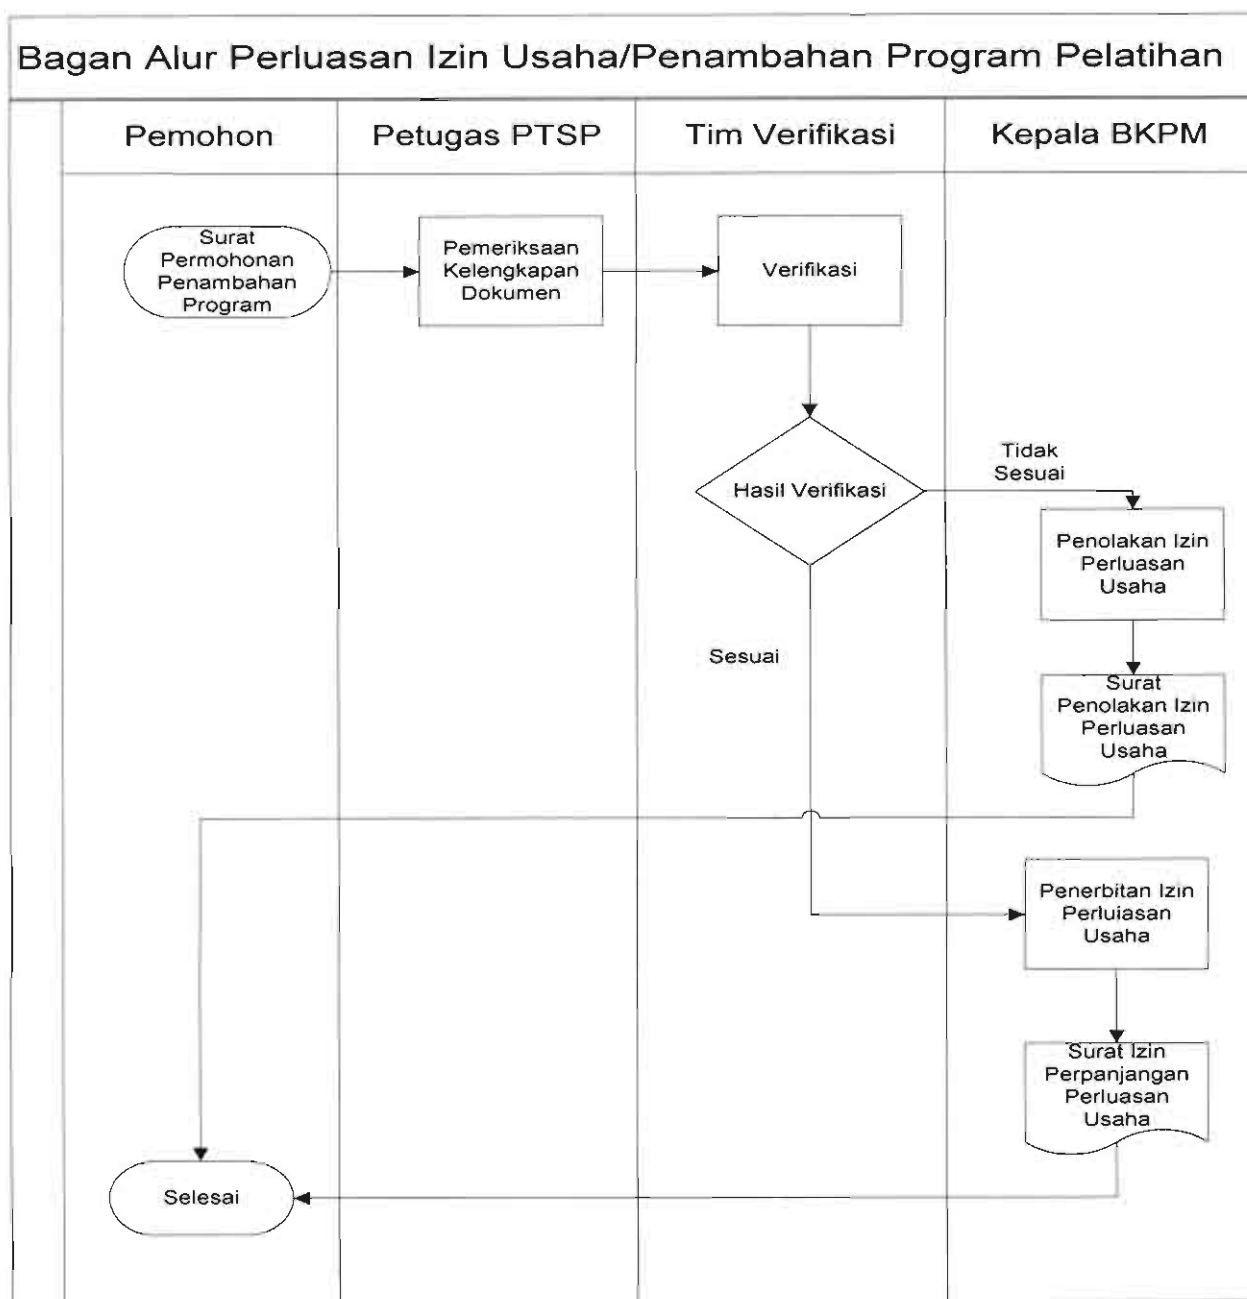 Bagan Alur Perluasan Izin Usaha/Penambahan Program Pelatihan
Pemohon
Petugas PTSP
Tim Verifikasi
Kepala BKPM
Surat
Permohonan
Penambahan
Program
Pemeriksaan
Kelengkapan
Dokumen
Verifikasi
Hasil Verifikasi
Tidak
Sesuai
Penolakan Izin
Perluasan
Usaha
Sesuai
Surat
Penolakan Izin
Perluasan
Usaha
Penerbitan Izin
Perluiasan
Usaha
Surat Izin
Perpanjangan
Perluasan
Usaha
Selesai